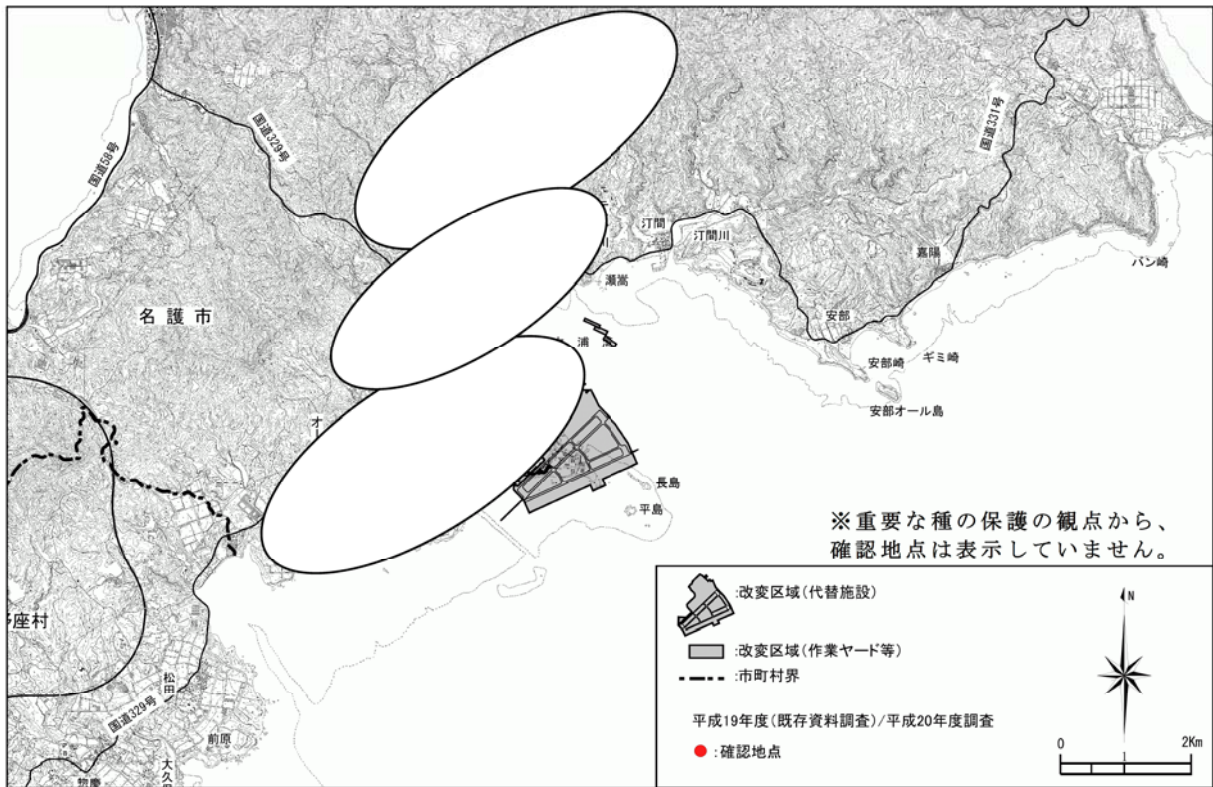 国道58号
国道329号
国道331号
汀間
汀間川
川
瀬嵩
嘉陽
バン崎
名護市
浦
安部
安部崎
ギミ崎
安部オール島
長島
平島
※重要な種の保護の観点から、
確認地点は表示していません。
座村
松田
国道329号
前原
惣慶
大久
:改変区域(代替施設)
:改変区域(作業ヤード等)
:市町村界
平成19年度(既存資料調査)/平成20年度調査
:確認地点
N
0 1 2Km